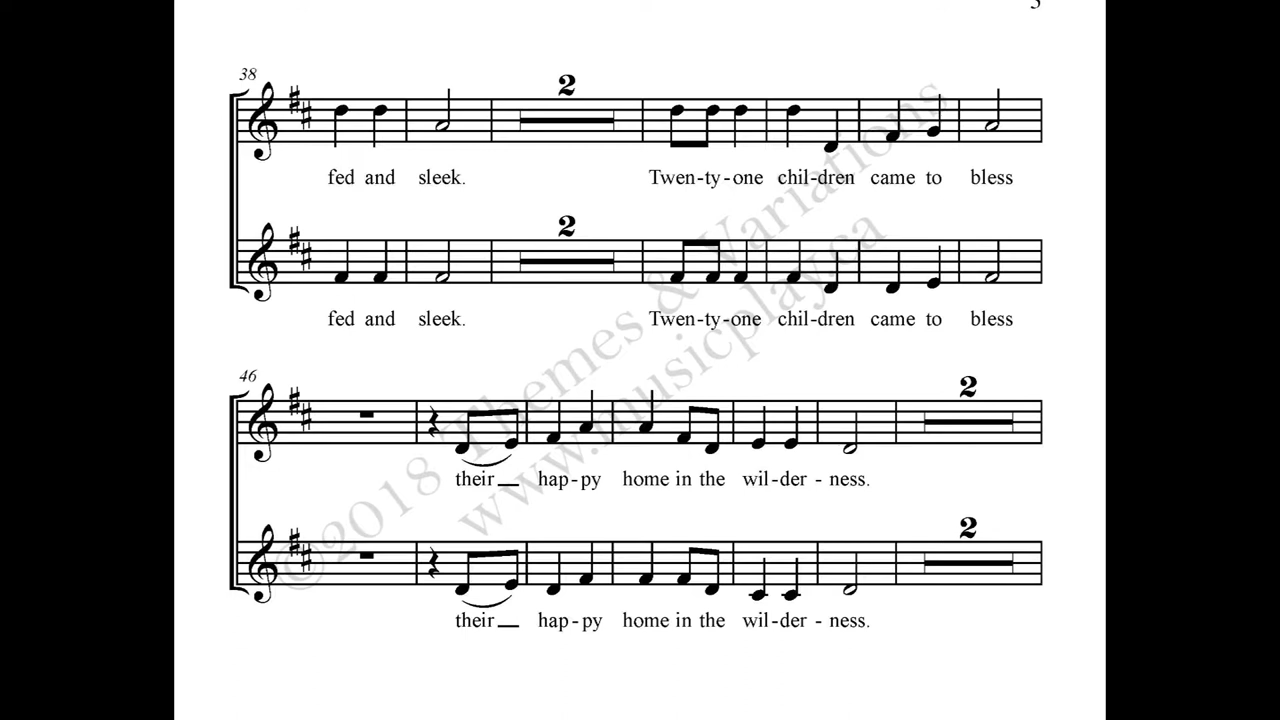 38
2
fed and sleek. Twen-ty-one chil-dren came to bless
2
fed and sleek. Twen-ty-one chil-dren came to bless
46
2
their happy home in the wil-der-ness.
2
their hap-py home in the wil-der-ness.
©2018 Themes & Variations
www.musicplay.ca